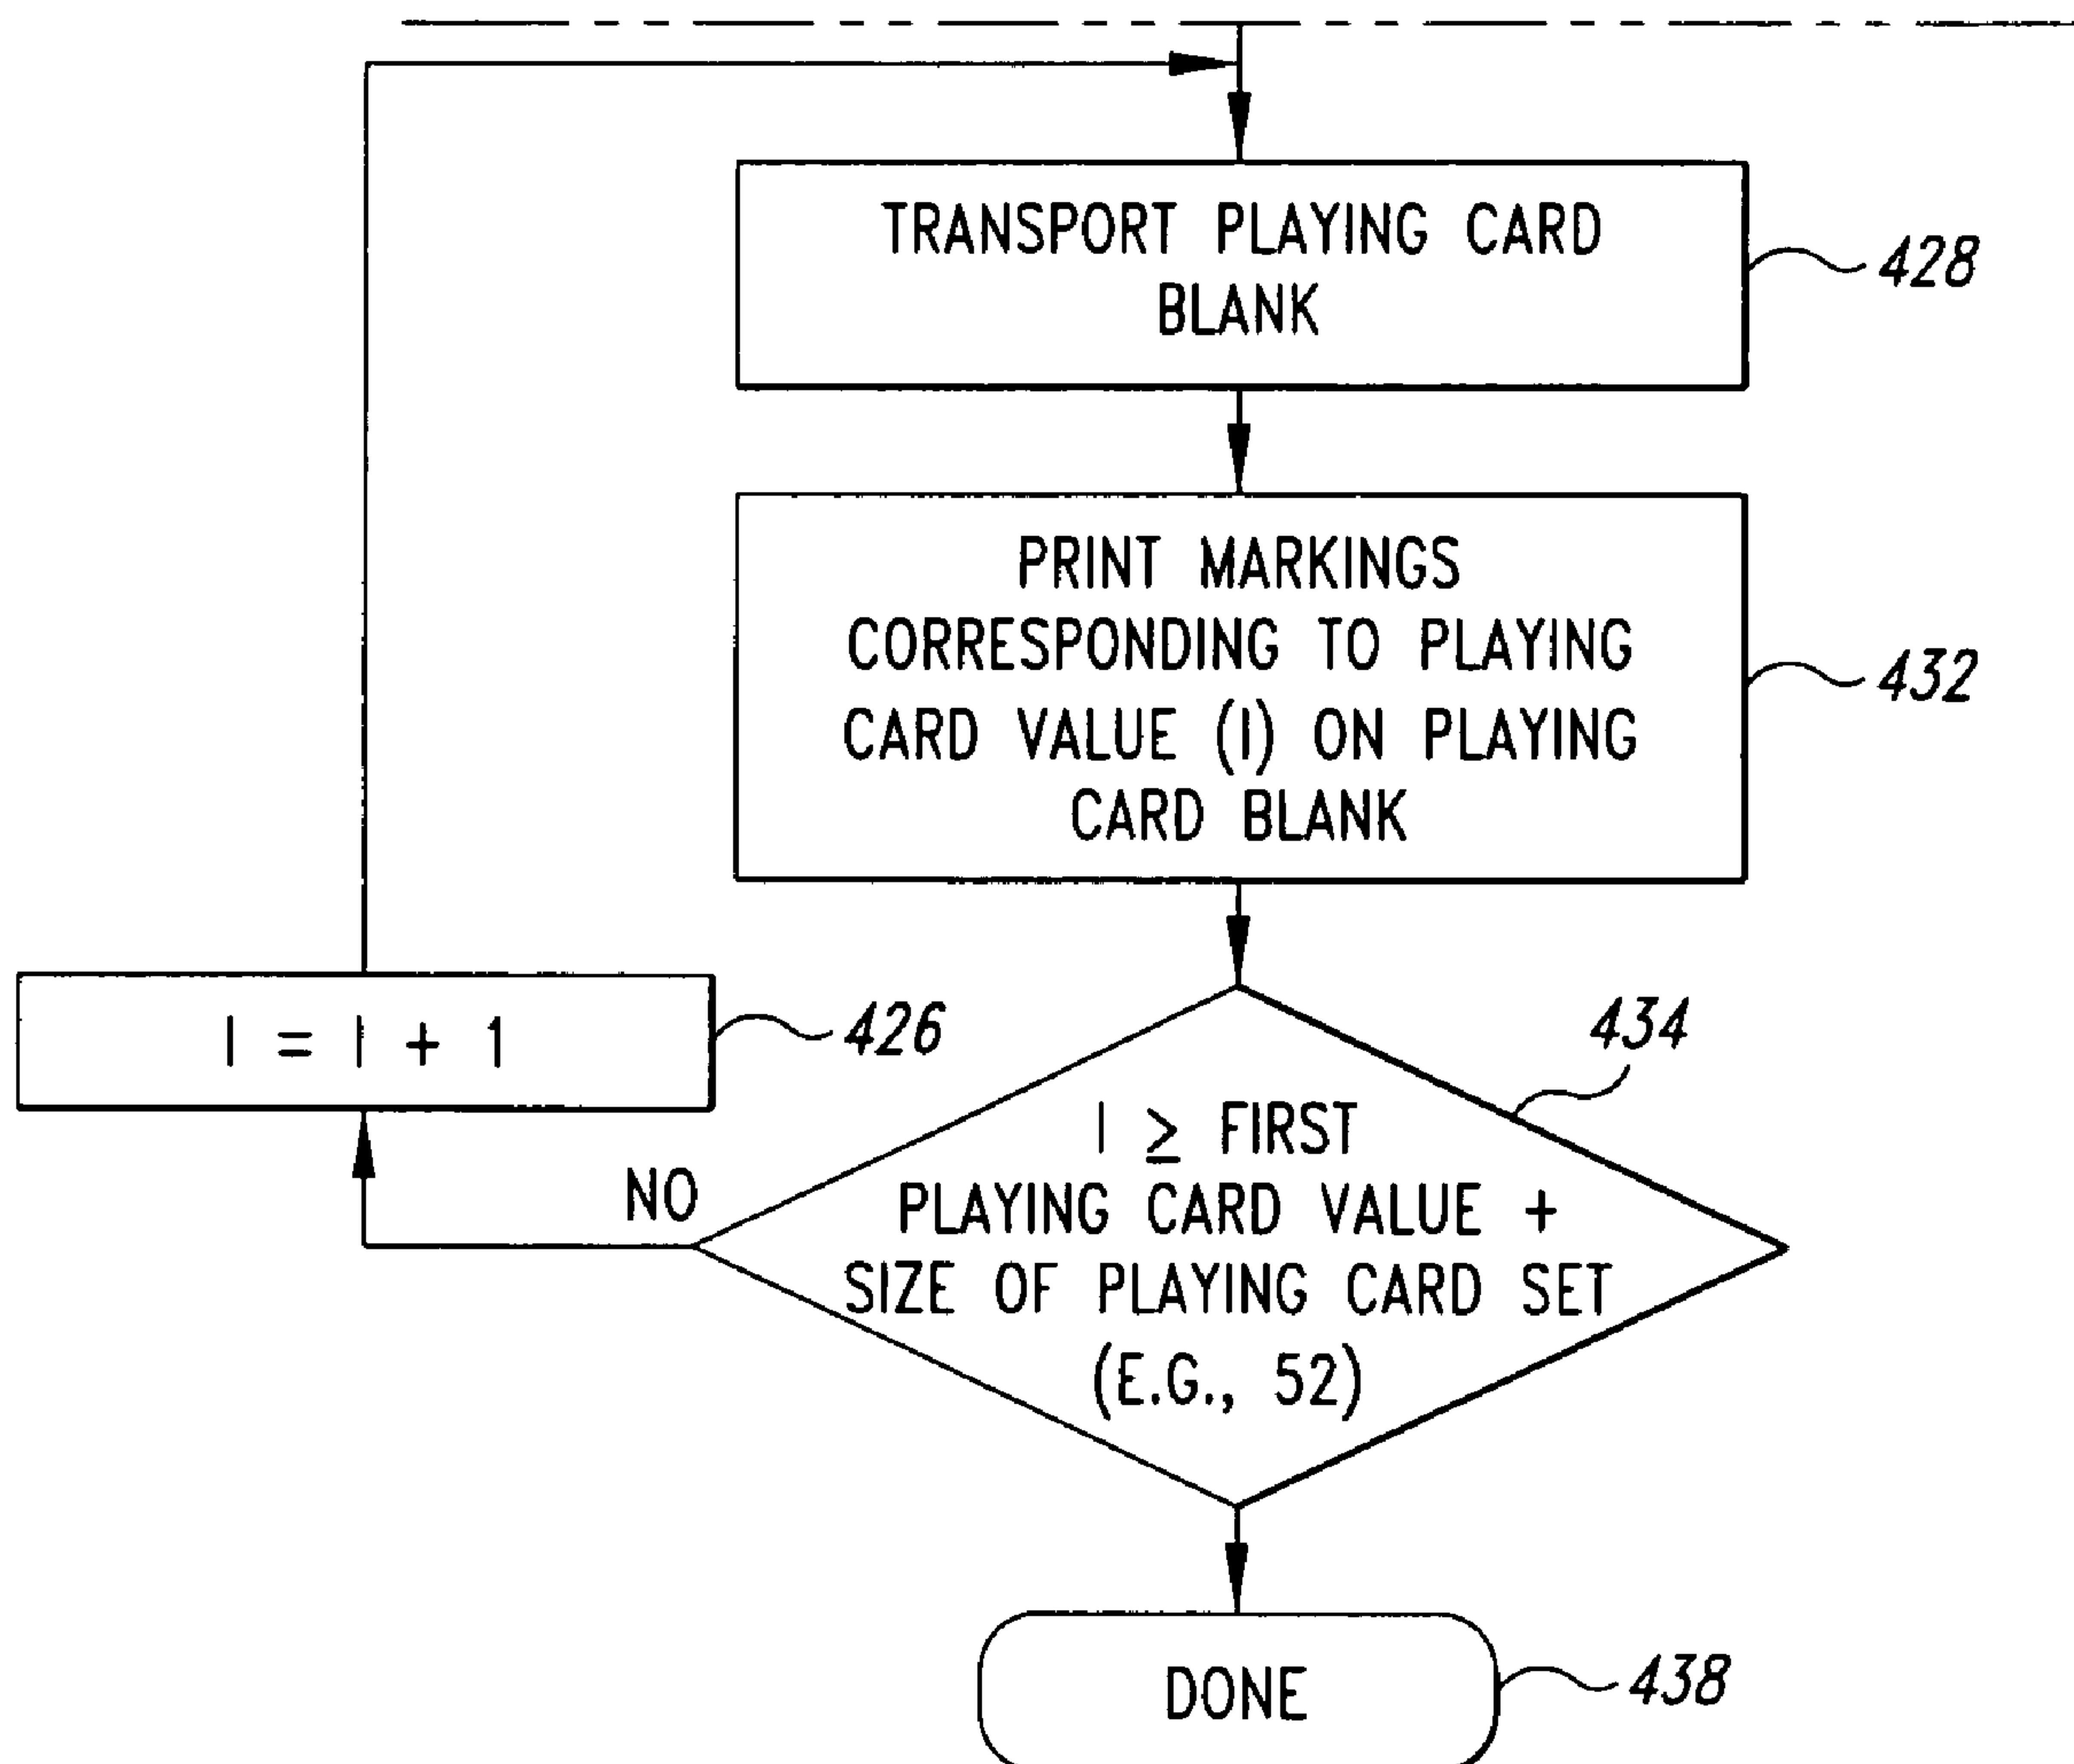 TRANSPORT PLAYING CARD
BLANK
428
PRINT MARKINGS
CORRESPONDING TO PLAYING
CARD VALUE (I) ON PLAYING
CARD BLANK
432
I = I + 1
426
434
I ≥ FIRST
PLAYING CARD VALUE +
SIZE OF PLAYING CARD SET
(E.G., 52)
NO
DONE
438